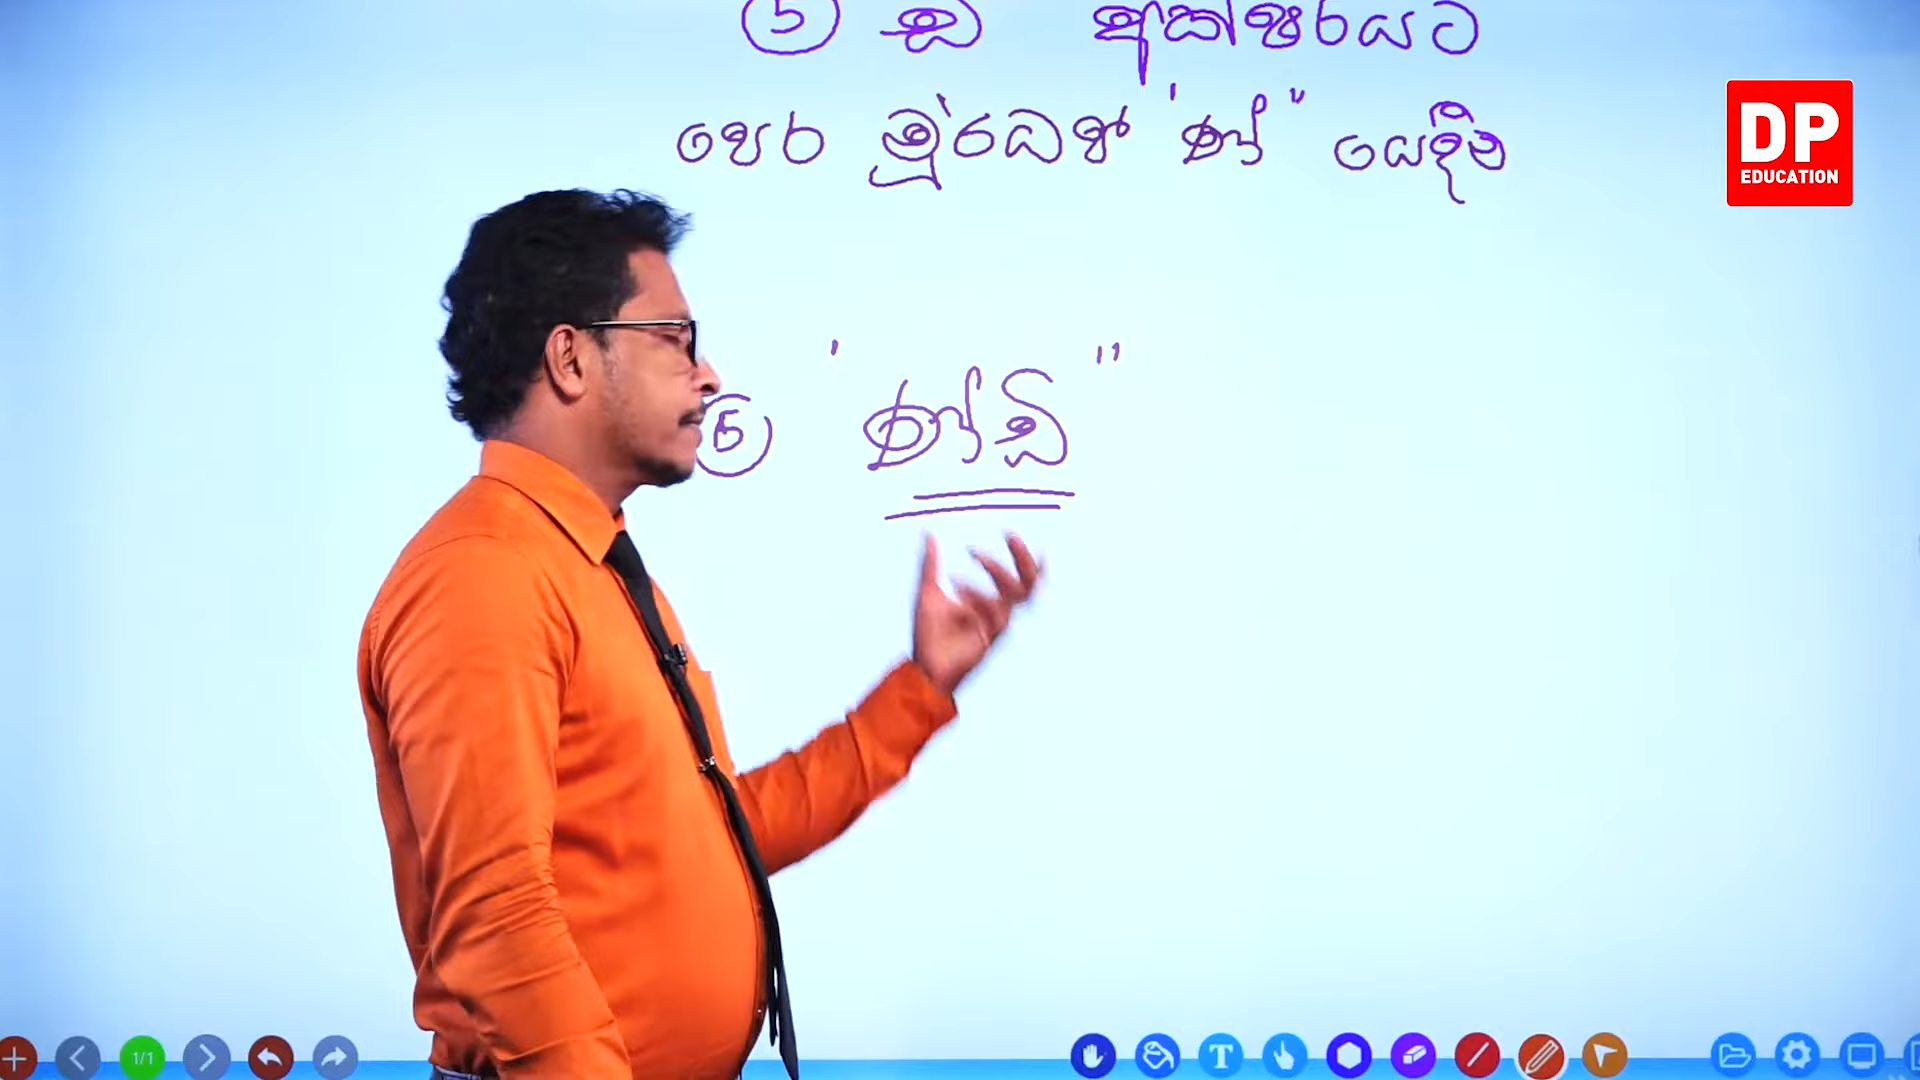 ⑤ ඩ අක්ෂරයට
පෙර මූර්ධජ 'ණ්" යෙදේ
⑤ 'ණ්ඩ"
DP
EDUCATION
1/1
T